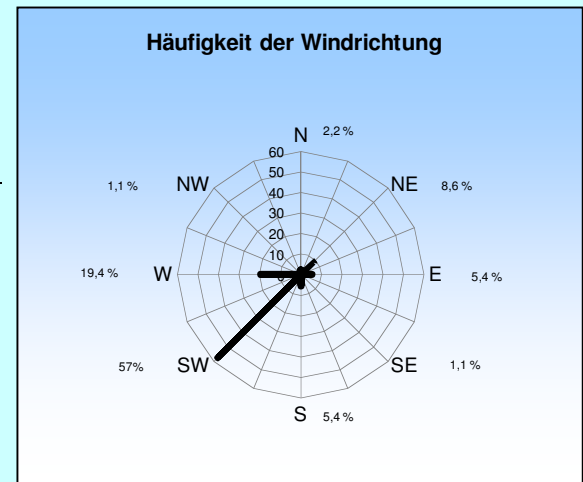 Häufigkeit der Windrichtung
N 2,2 %
60
50
40
30
20
10
0
NW 1,1 %
NE 8,6 %
W 19,4 %
E 5,4 %
SW 57%
SE 1,1 %
S 5,4 %